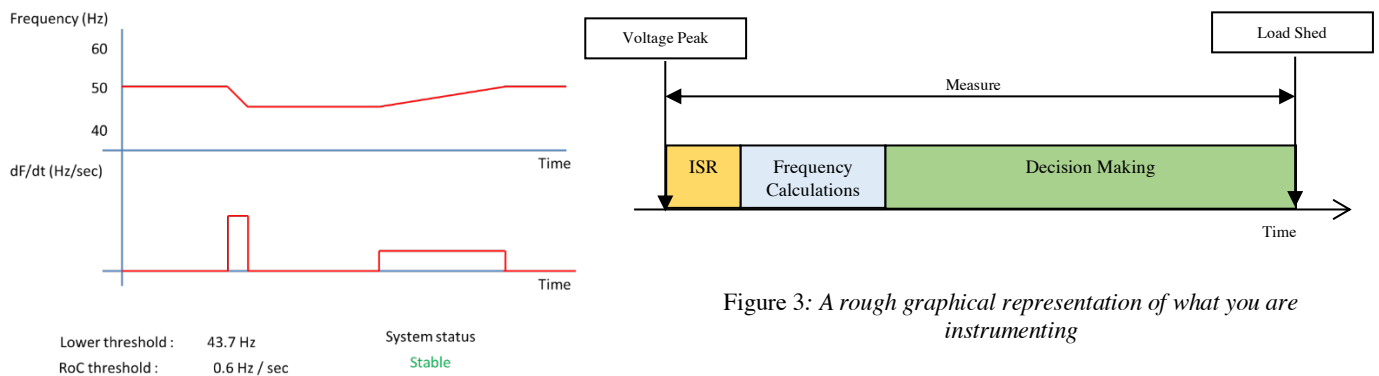 Frequency (Hz)
60
50
40
Time
dF/dt (Hz/sec)
Time
Lower threshold : 43.7 Hz
RoC threshold : 0.6 Hz / sec
System status
Stable
Voltage Peak
Load Shed
Measure
ISR
Frequency
Calculations
Decision Making
Time
Figure 3: A rough graphical representation of what you are
instrumenting